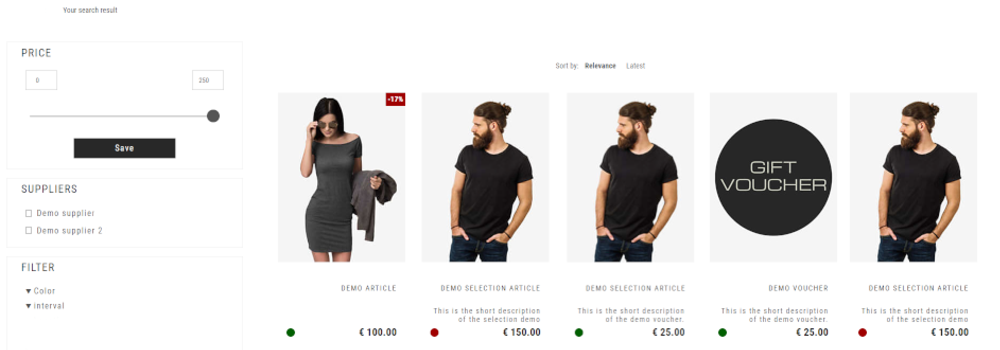 Your search result
PRICE
0
250
Save
SUPPLIERS
Demo supplier
Demo supplier 2
FILTER
▼ Color
▼ interval
Sort by: Relevance Latest
-17%
DEMO ARTICLE
€ 100.00
DEMO SELECTION ARTICLE
This is the short description
of the selection demo
€ 150.00
DEMO SELECTION ARTICLE
This is the short description
of the demo voucher.
€ 25.00
GIFT
VOUCHER
DEMO VOUCHER
This is the short description
of the demo voucher.
€ 25.00
DEMO SELECTION ARTICLE
This is the short description
of the selection demo
€ 150.00